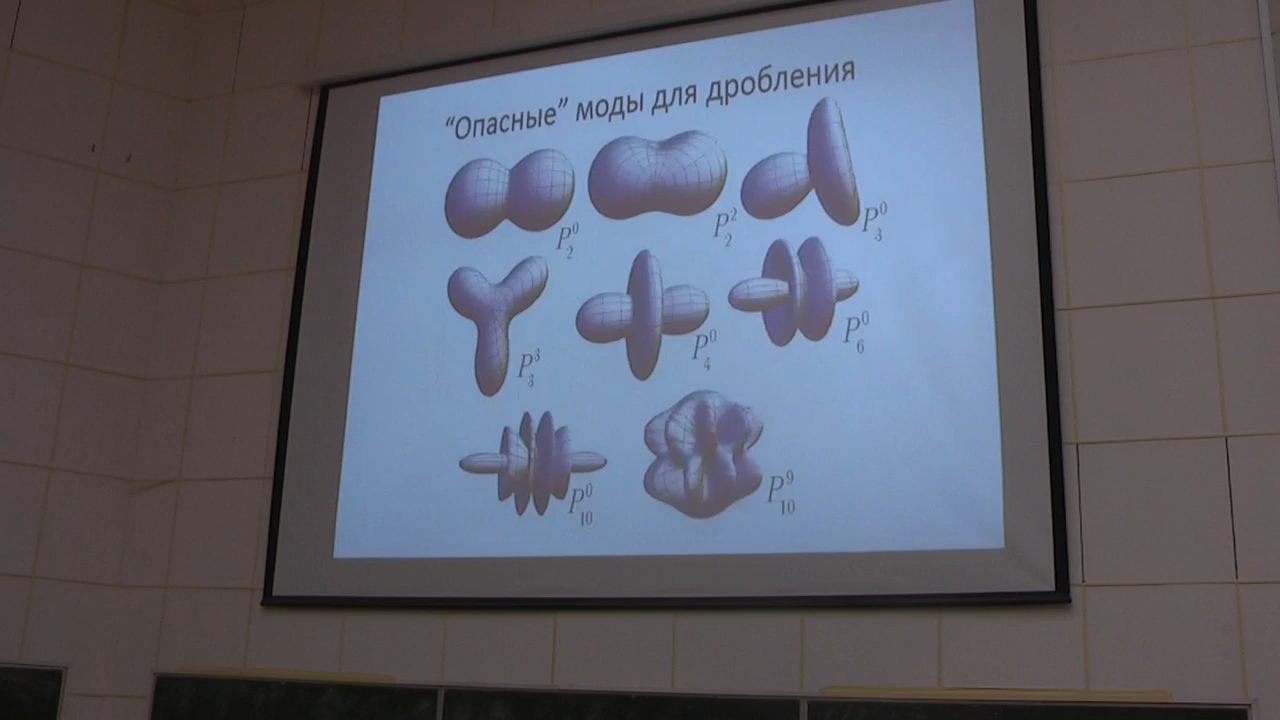 “Опасные” моды для дробления
P₂⁰ P₂² P₃⁰
P₃³ P₄⁰ P₆⁰
P₁₀⁰ P₁₀⁹